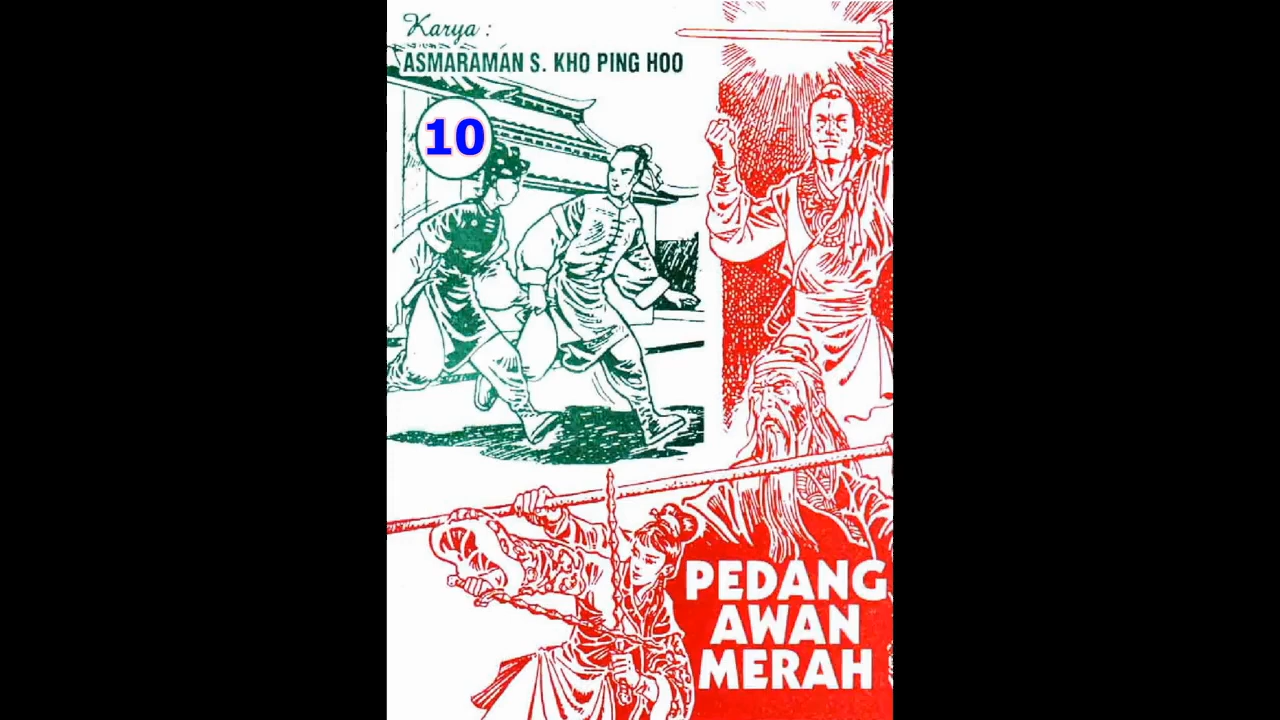 Karya :
ASMARAMAN S. KHO PING HOO
10
PEDANG
AWAN
MERAH